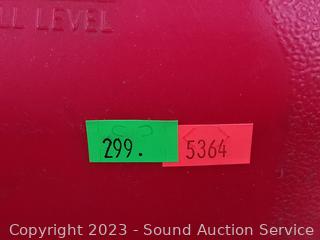 LL LEVEL
299.
5364
Copyright 2023 - Sound Auction Service